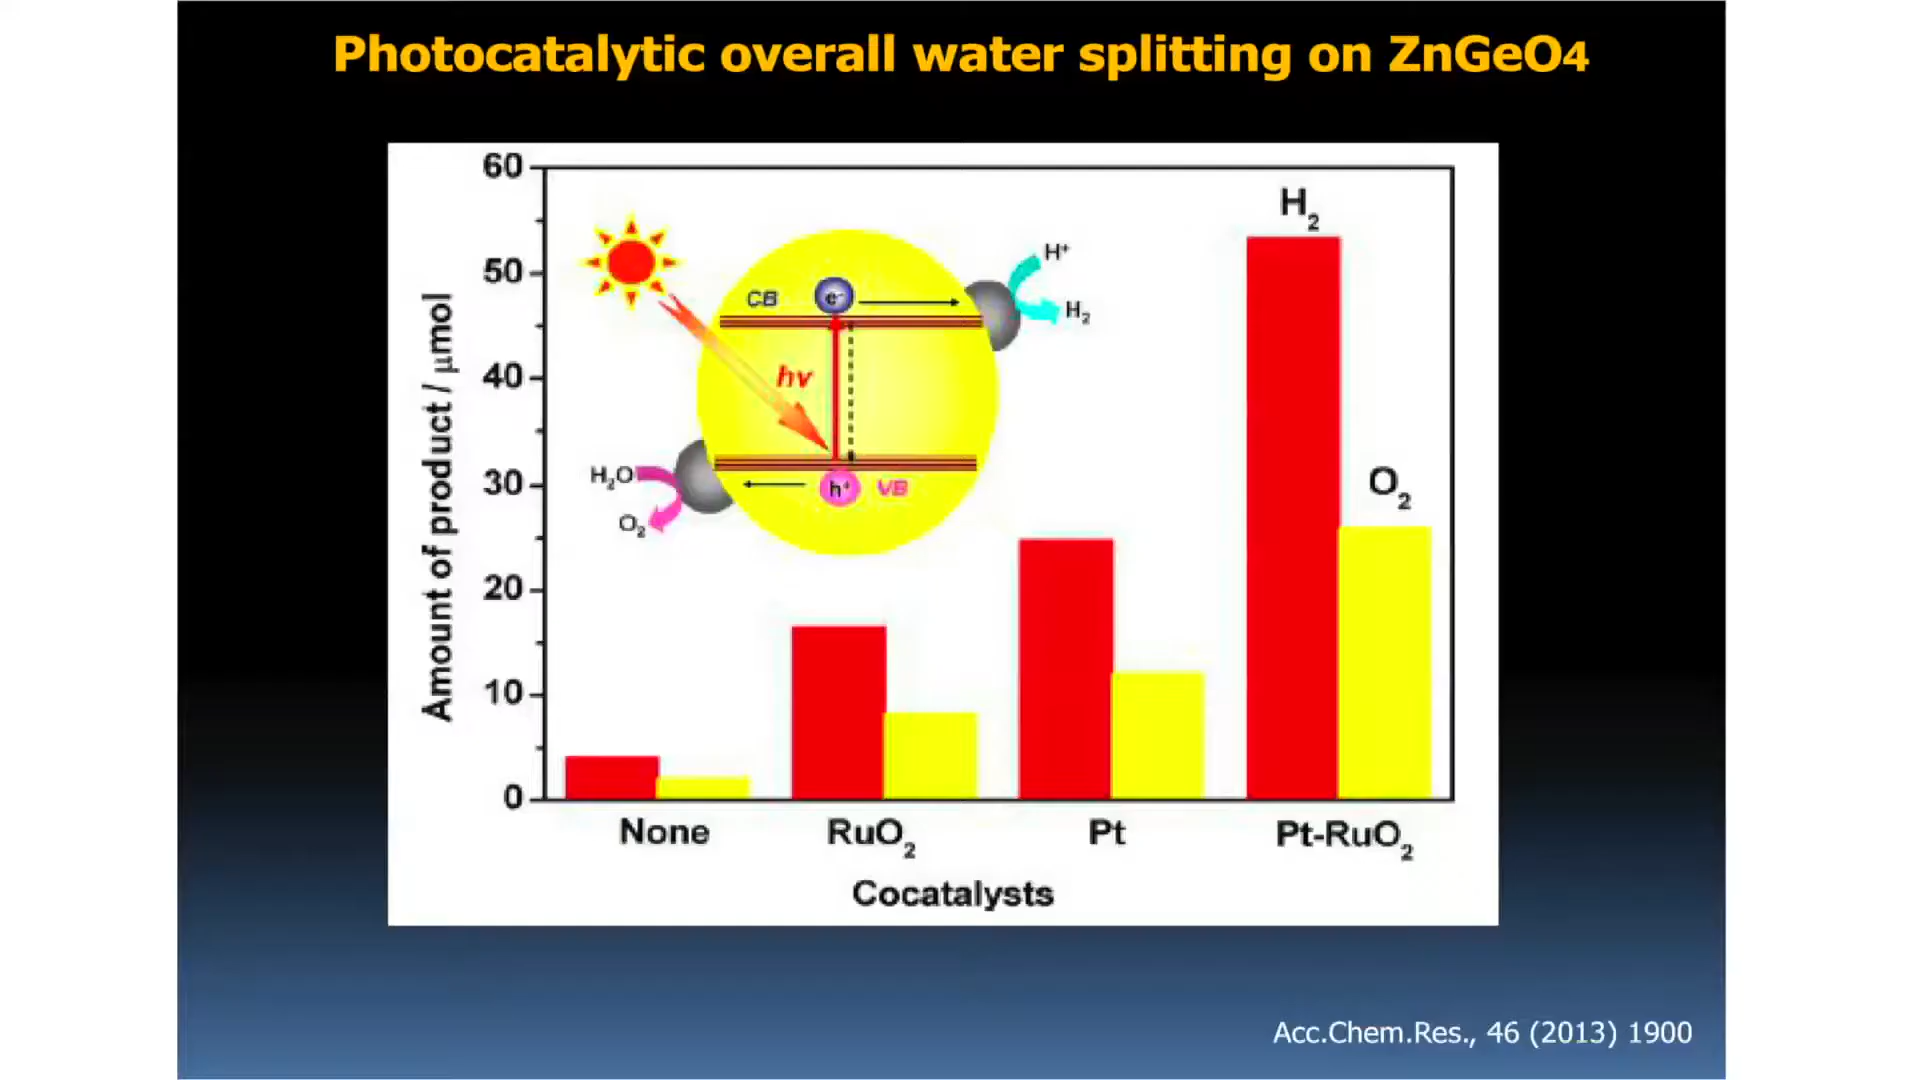 Photocatalytic overall water splitting on ZnGeO4
60
50
40
30
20
10
0
Amount of product / μmol
H₂
O₂
CB
e⁻
H⁺
H₂
hν
H₂O
O₂
h⁺
VB
None
RuO₂
Pt
Pt-RuO₂
Cocatalysts
Acc.Chem.Res., 46 (2013) 1900